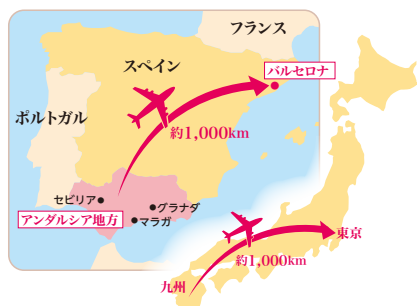 フランス
スペイン
バルセロナ
ポルトガル
約1,000km
セビリア
グラナダ
マラガ
アンダルシア地方
東京
約1,000km
九州